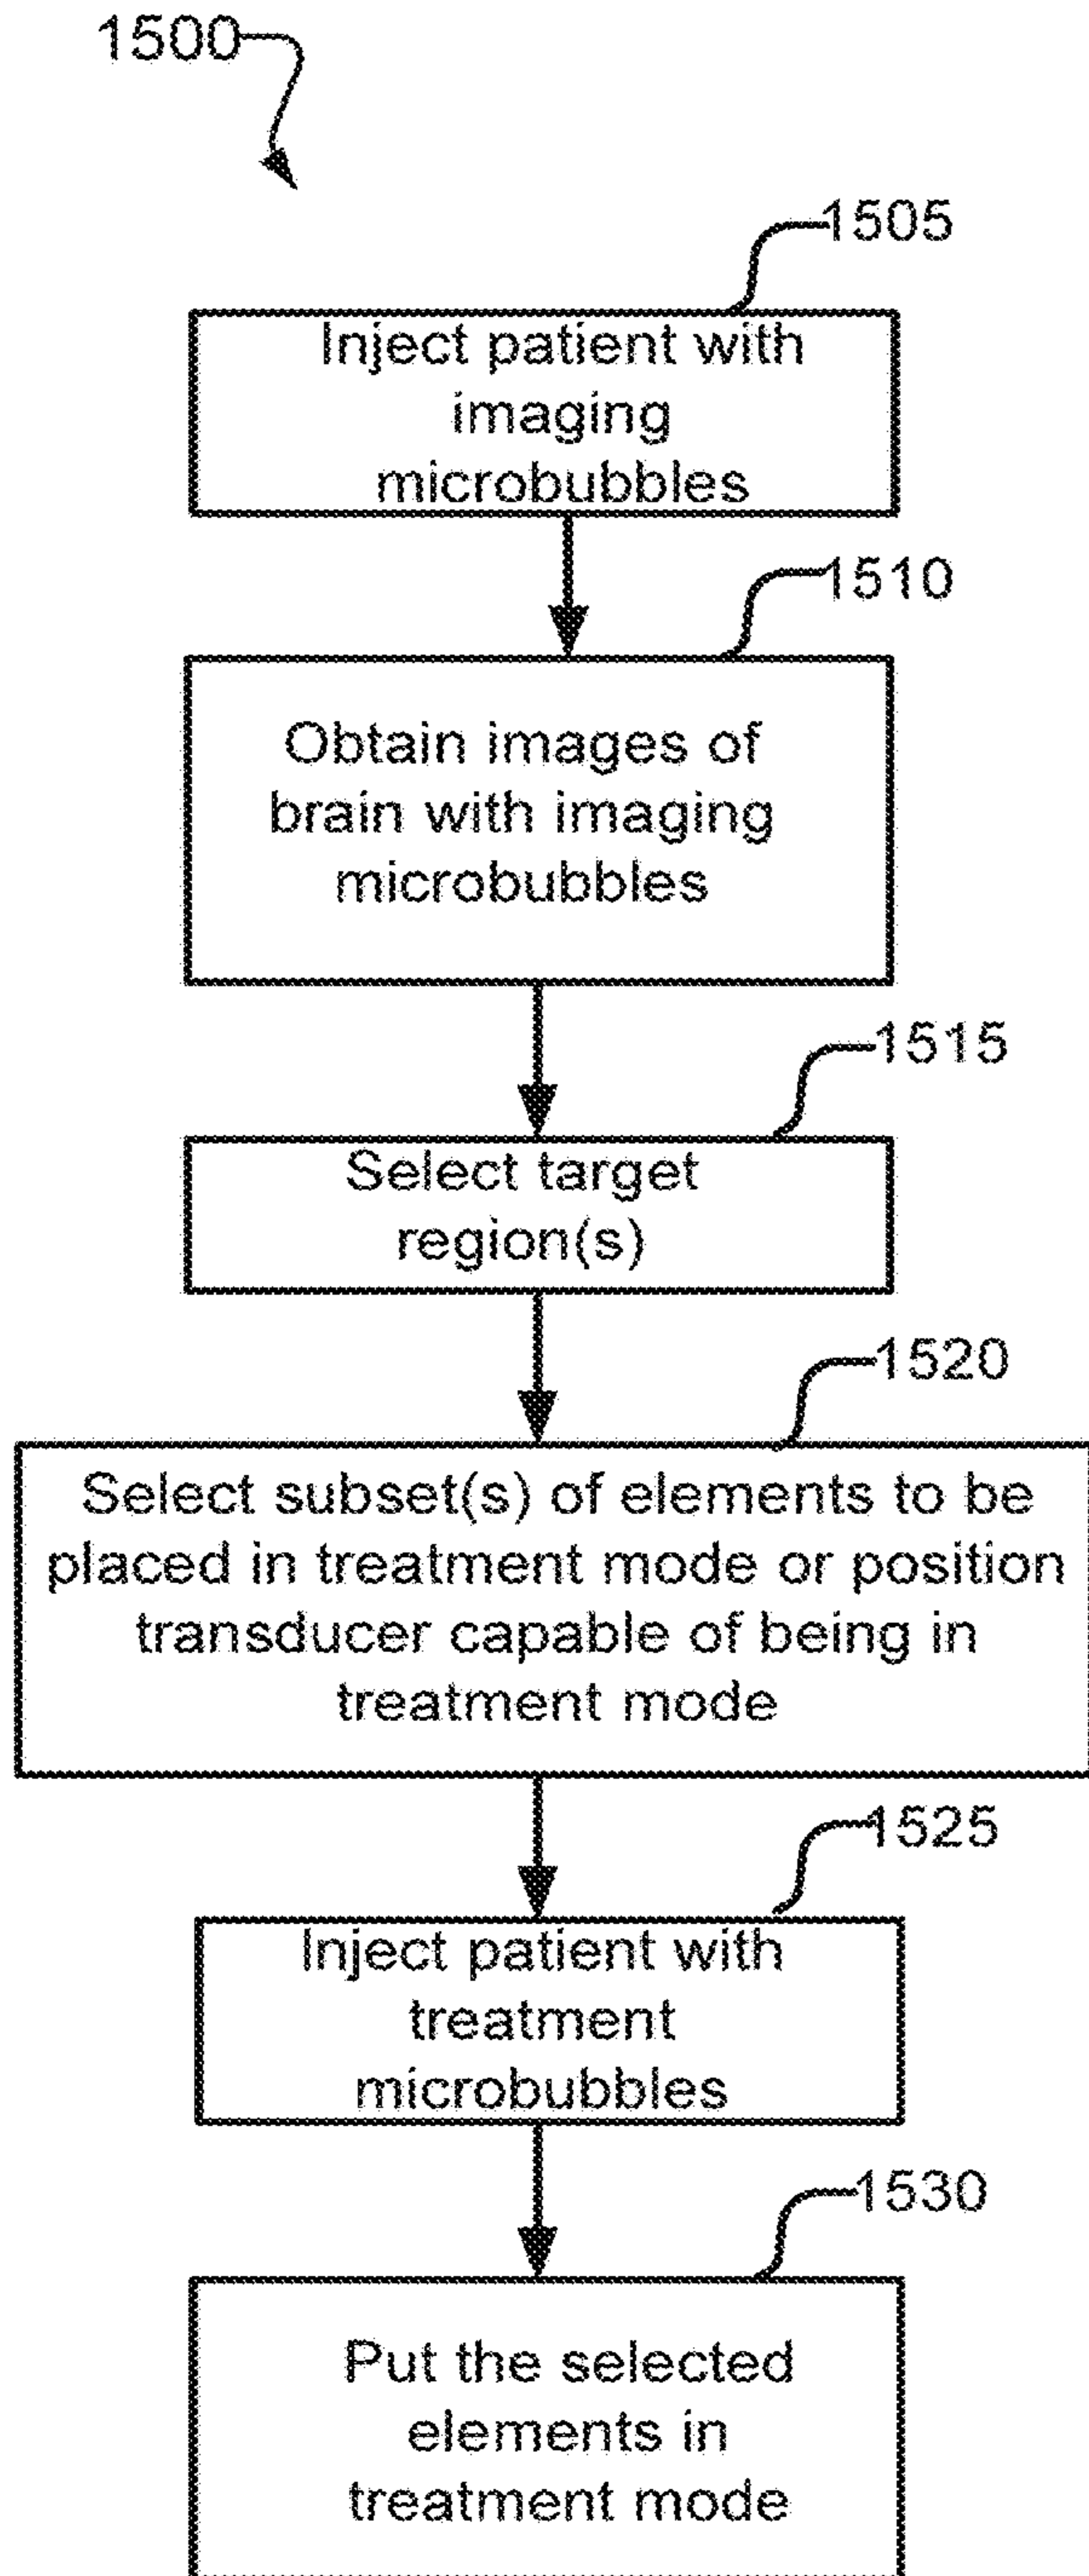 1500
1505
Inject patient with
imaging
microbubbles
1510
Obtain images of
brain with imaging
microbubbles
1515
Select target
region(s)
1520
Select subset(s) of elements to be
placed in treatment mode or position
transducer capable of being in
treatment mode
1525
Inject patient with
treatment
microbubbles
1530
Put the selected
elements in
treatment mode